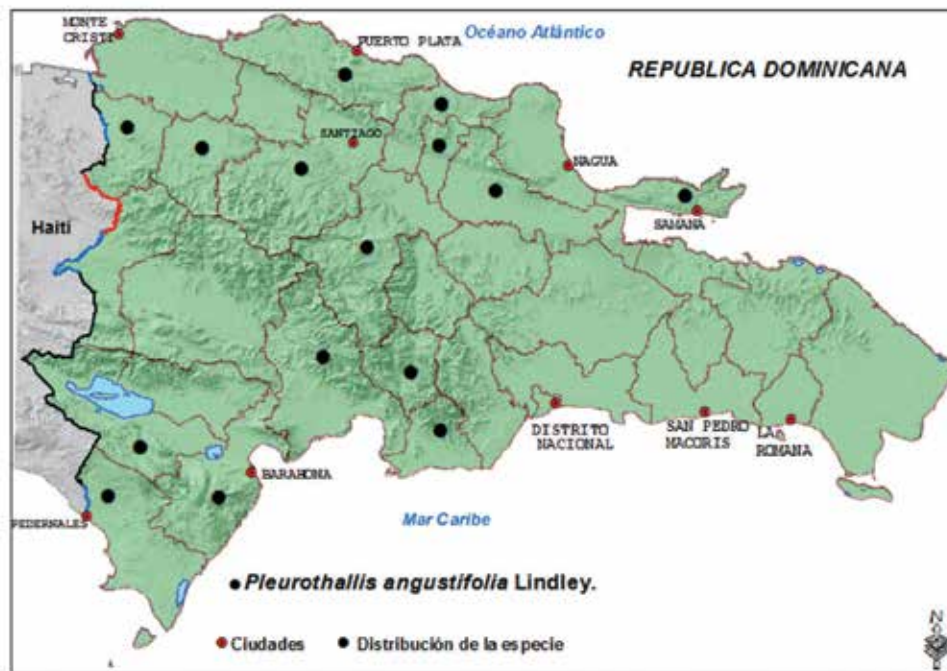 MONTE
CRISTI
PUERTO PLATA
Océano Atlántico
REPUBLICA DOMINICANA
SANTIAGO
NAGUA
SAMANA
Haití
DISTRITO
NACIONAL
SAN PEDRO
MACORIS
LA
ROMANA
BARAHONA
PEDERNALES
Mar Caribe
Pleurothallis angustifolia Lindley.
Ciudades
Distribución de la especie
N